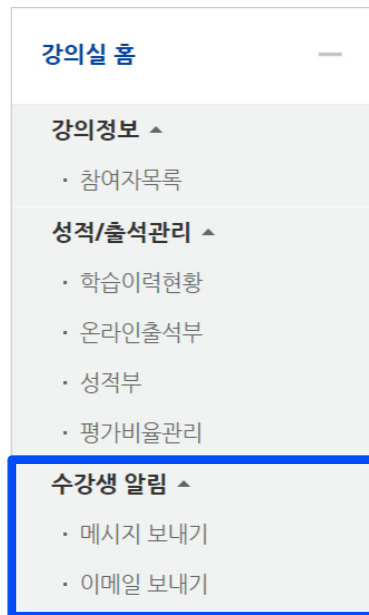 강의실 홈
강의정보
· 참여자목록
성적/출석관리
· 학습이력현황
· 온라인출석부
· 성적부
· 평가비율관리
수강생 알림
· 메시지 보내기
· 이메일 보내기